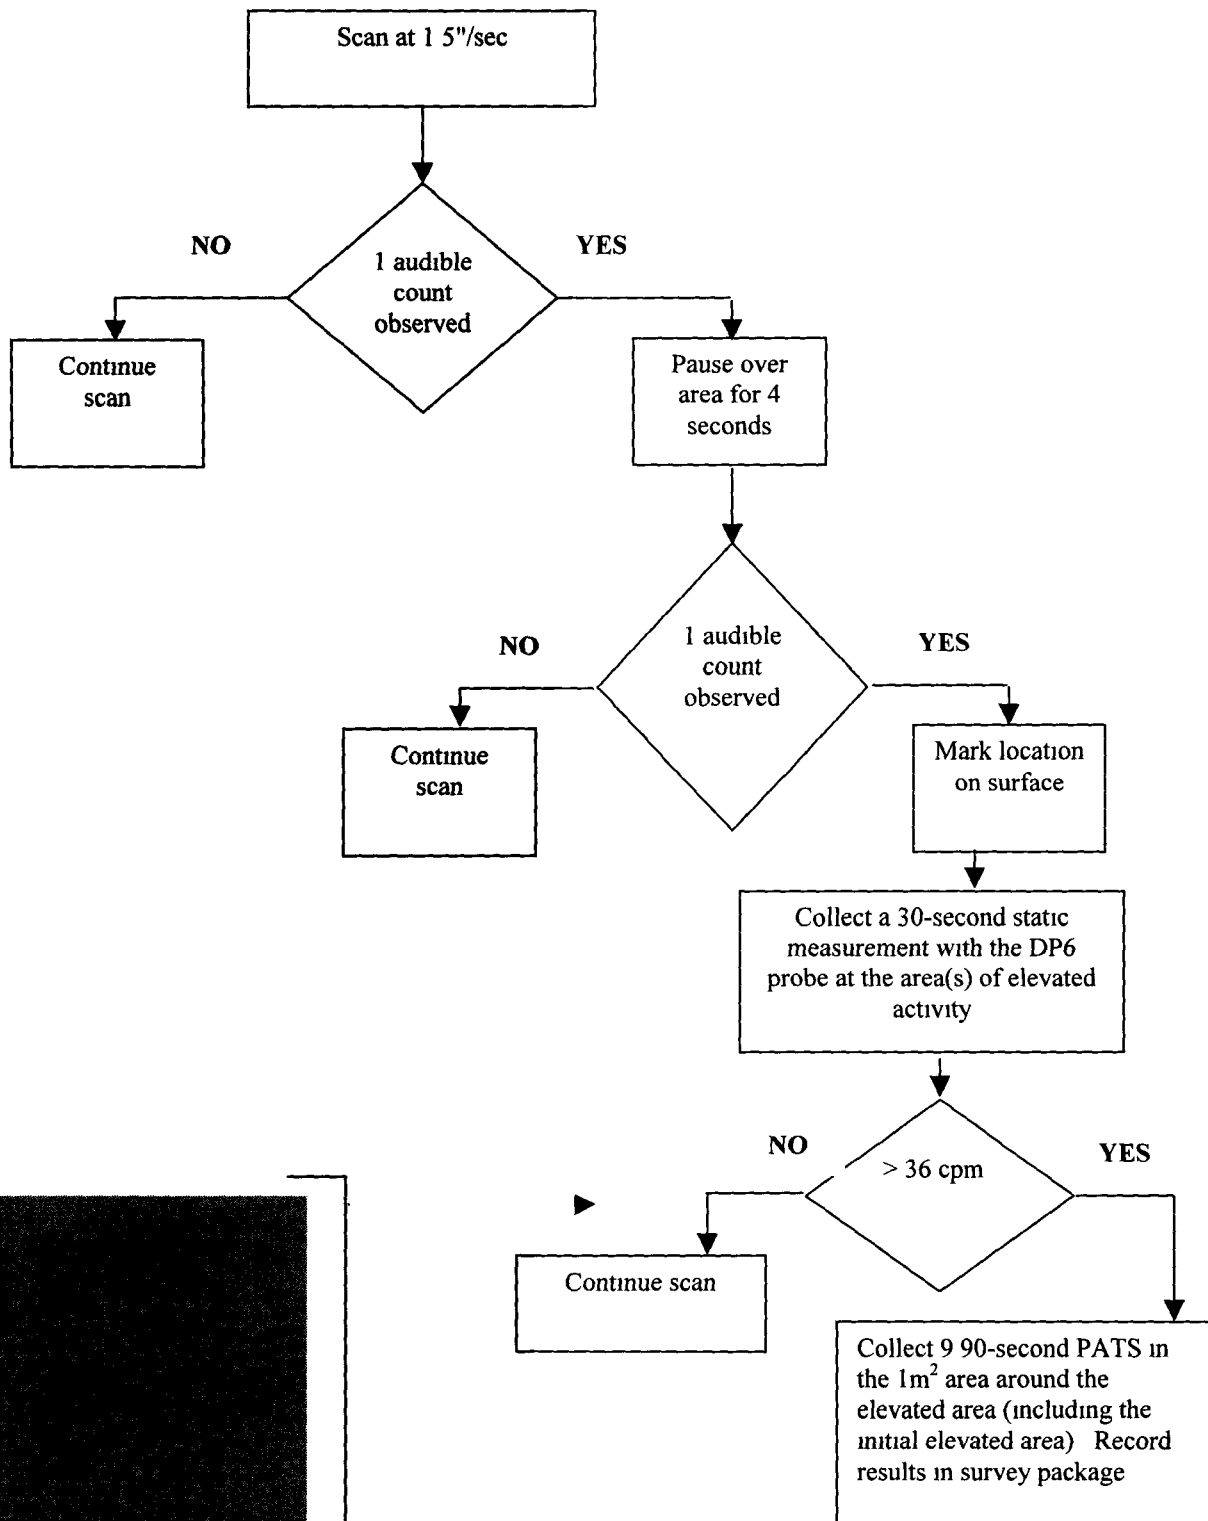 Scan at 1 5"/sec
NO
YES
1 audible
count
observed
Continue
scan
Pause over
area for 4
seconds
NO
YES
1 audible
count
observed
Continue
scan
Mark location
on surface
Collect a 30-second static
measurement with the DP6
probe at the area(s) of elevated
activity
NO
YES
> 36 cpm
Continue scan
Collect 9 90-second PATS in
the 1m² area around the
elevated area (including the
initial elevated area) Record
results in survey package